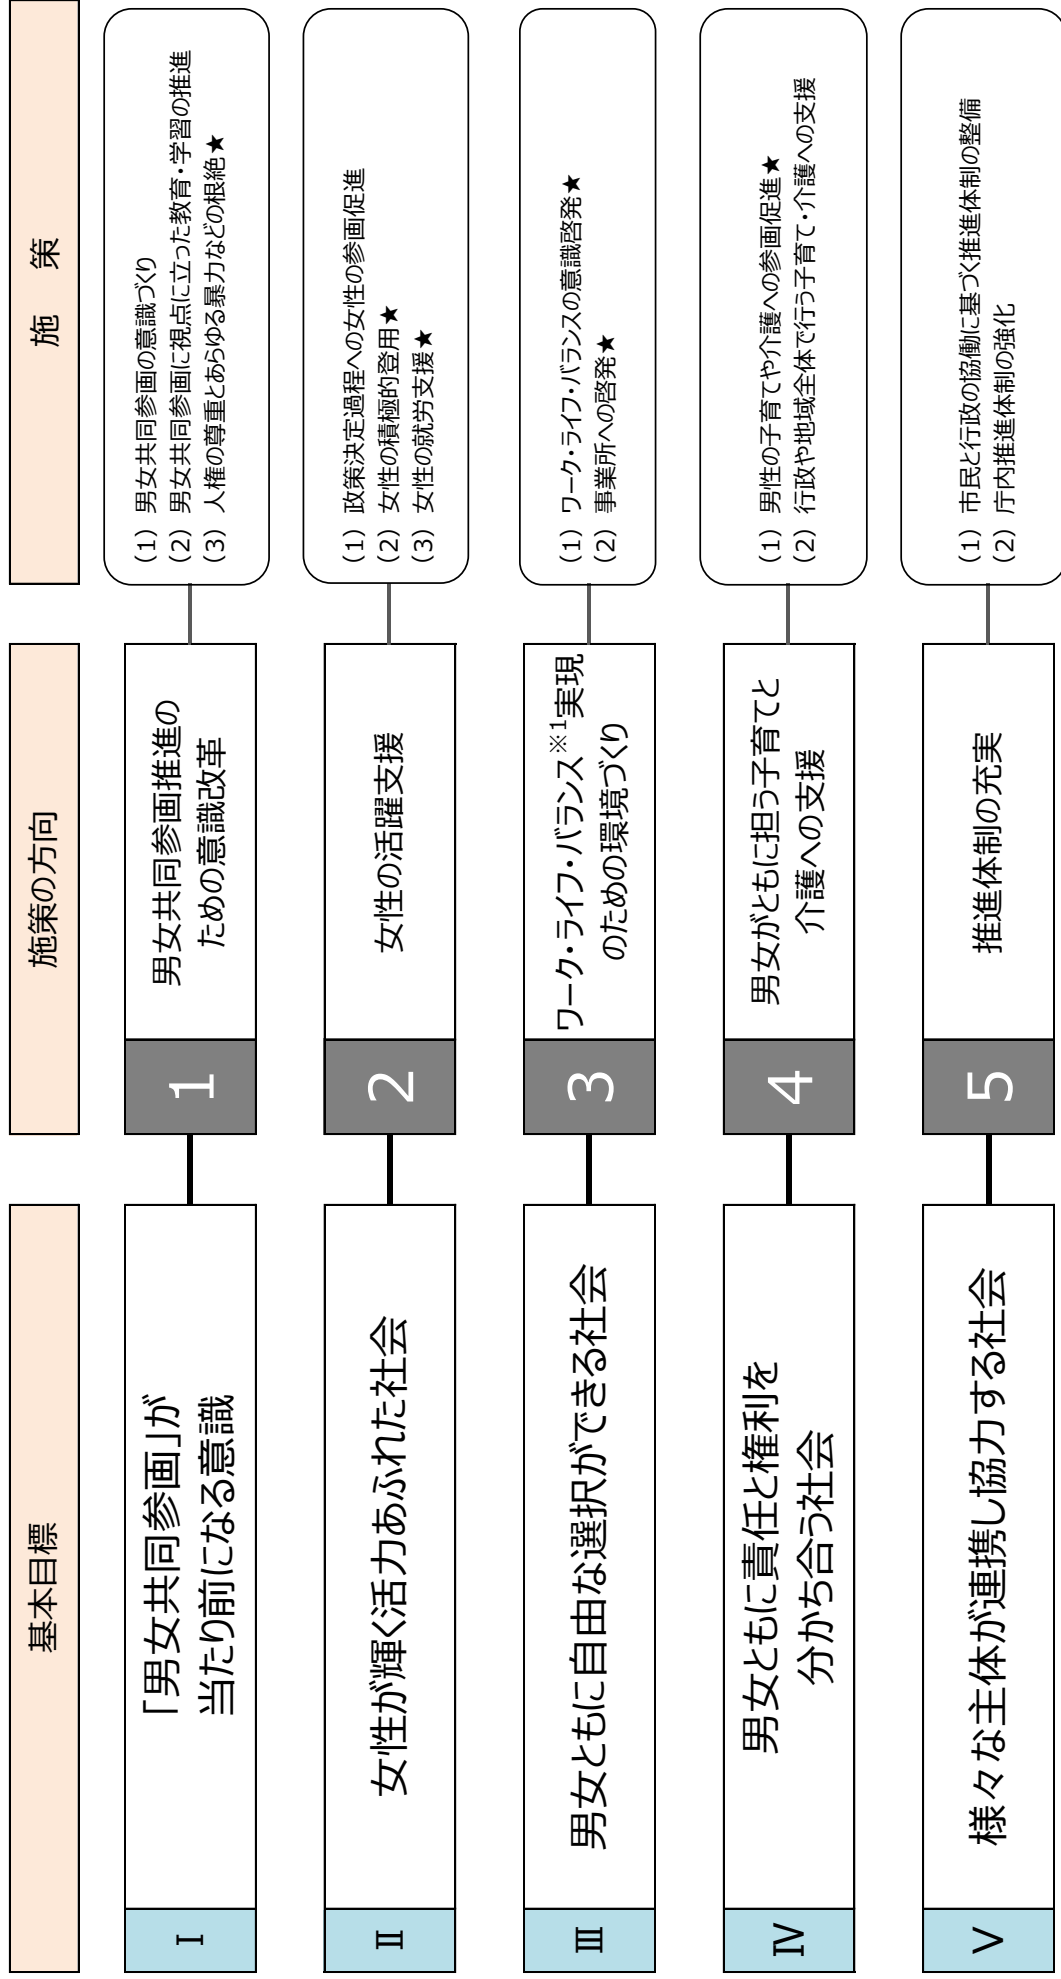 基本目標
施策の方向
施　策
Ⅰ
「男女共同参画」が
当たり前になる意識
1
男女共同参画推進の
ための意識改革
(1) 男女共同参画の意識づくり
(2) 男女共同参画に視点に立った教育・学習の推進
(3) 人権の尊重とあらゆる暴力などの根絶★
Ⅱ
女性が輝く活力あふれた社会
2
女性の活躍支援
(1) 政策決定過程への女性の参画促進
(2) 女性の積極的登用★
(3) 女性の就労支援★
Ⅲ
男女ともに自由な選択ができる社会
3
ワーク・ライフ・バランス※1実現
のための環境づくり
(1) ワーク・ライフ・バランスの意識啓発★
(2) 事業所への啓発★
Ⅳ
男女ともに責任と権利を
分かち合う社会
4
男女がともに担う子育てと
介護への支援
(1) 男性の子育てや介護への参画促進★
(2) 行政や地域全体で行う子育て・介護への支援
Ⅴ
様々な主体が連携し協力する社会
5
推進体制の充実
(1) 市民と行政の協働に基づく推進体制の整備
(2) 庁内推進体制の強化